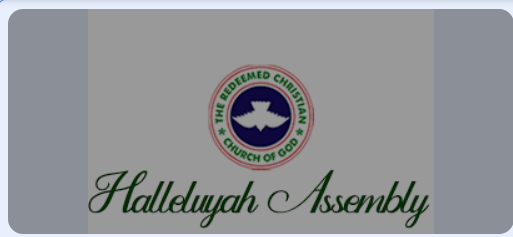 THE REDEEMED CHRISTIAN
★ CHURCH OF GOD ★
Halleluyah Assembly